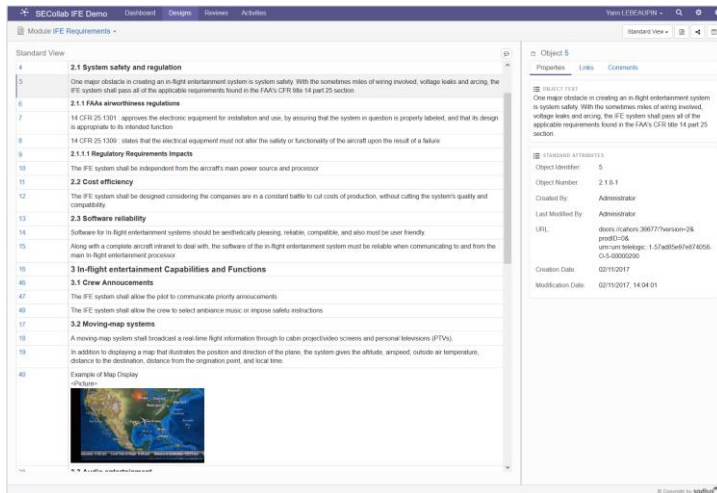 SECollab IFE Demo Dashboard Designs Reviews Activities Yann LEBEAUPIN
Module IFE Requirements
Standard View
Standard View
4 2.1 System safety and regulation
5 One major obstacle in creating an in-flight entertainment system is system safety. With the sometimes miles of wiring involved, voltage leaks and arcing, the
IFE system shall pass all of the applicable requirements found in the FAA's CFR title 14 part 25 section.
6 2.1.1 FAAs airworthiness regulations
7 14 CFR 25 1301 : approves the electronic equipment for installation and use, by assuring that the system in question is properly labeled, and that its design
is appropriate to its intended function
8 14 CFR 25 1309 : states that the electrical equipment must not alter the safety or functionality of the aircraft upon the result of a failure
9 2.1.1.1 Regulatory Requirements Impacts
10 The IFE system shall be independent from the aircraft's main power source and processor
11 2.2 Cost efficiency
12 The IFE system shall be designed considering the companies are in a constant battle to cut costs of production, without cutting the system's quality and
compatibility.
13 2.3 Software reliability
14 Software for In-flight entertainment systems should be aesthetically pleasing, reliable, compatible, and also must be user friendly.
15 Along with a complete aircraft intranet to deal with, the software of the in-flight entertainment system must be reliable when communicating to and from the
main In-flight entertainment processor.
16 3 In-flight entertainment Capabilities and Functions
46 3.1 Crew Annoucements
47 The IFE system shall allow the pilot to communicate priority annoucements
48 The IFE system shall allow the crew to select ambiance music or impose safetu instructions
17 3.2 Moving-map systems
18 A moving-map system shall broadcast a real-time flight information through to cabin project/video screens and personal televisions (PTVs).
19 In addition to displaying a map that illustrates the position and direction of the plane, the system gives the altitude, airspeed, outside air temperature,
distance to the destination, distance from the origination point, and local time.
40 Example of Map Display
<Picture>
Object 5
Properties Links Comments
OBJECT TEXT
One major obstacle in creating an in-flight entertainment system
is system safety. With the sometimes miles of wiring involved,
voltage leaks and arcing, the IFE system shall pass all of the
applicable requirements found in the FAA's CFR title 14 part 25
section.
STANDARD ATTRIBUTES
Object Identifier: 5
Object Number 2.1.0-1
Created By: Administrator
Last Modified By Administrator
URL: doors://cahors:36677/?version=2&
prodID=0&
urn=urn:telelogic::1-57ad85e97e874058-
O-5-00000200
Creation Date: 02/11/2017
Modification Date: 02/11/2017, 14:04:01
© Copyright by sodius